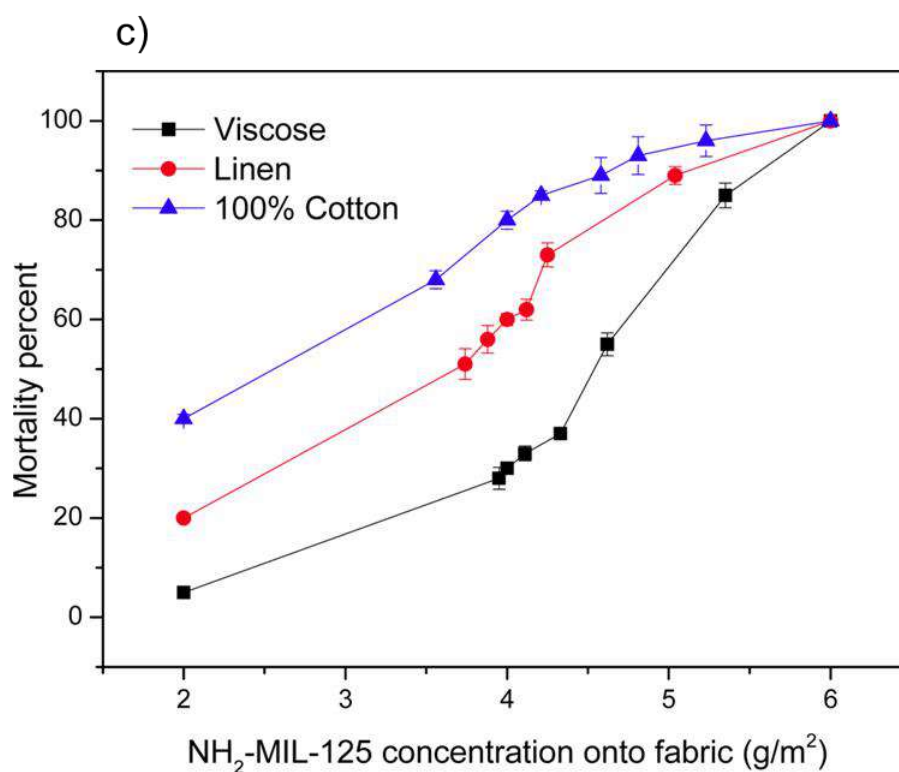 c)
Viscose
Linen
100% Cotton
100
80
60
40
20
0
Mortality percent
2 3 4 5 6
NH₂-MIL-125 concentration onto fabric (g/m²)